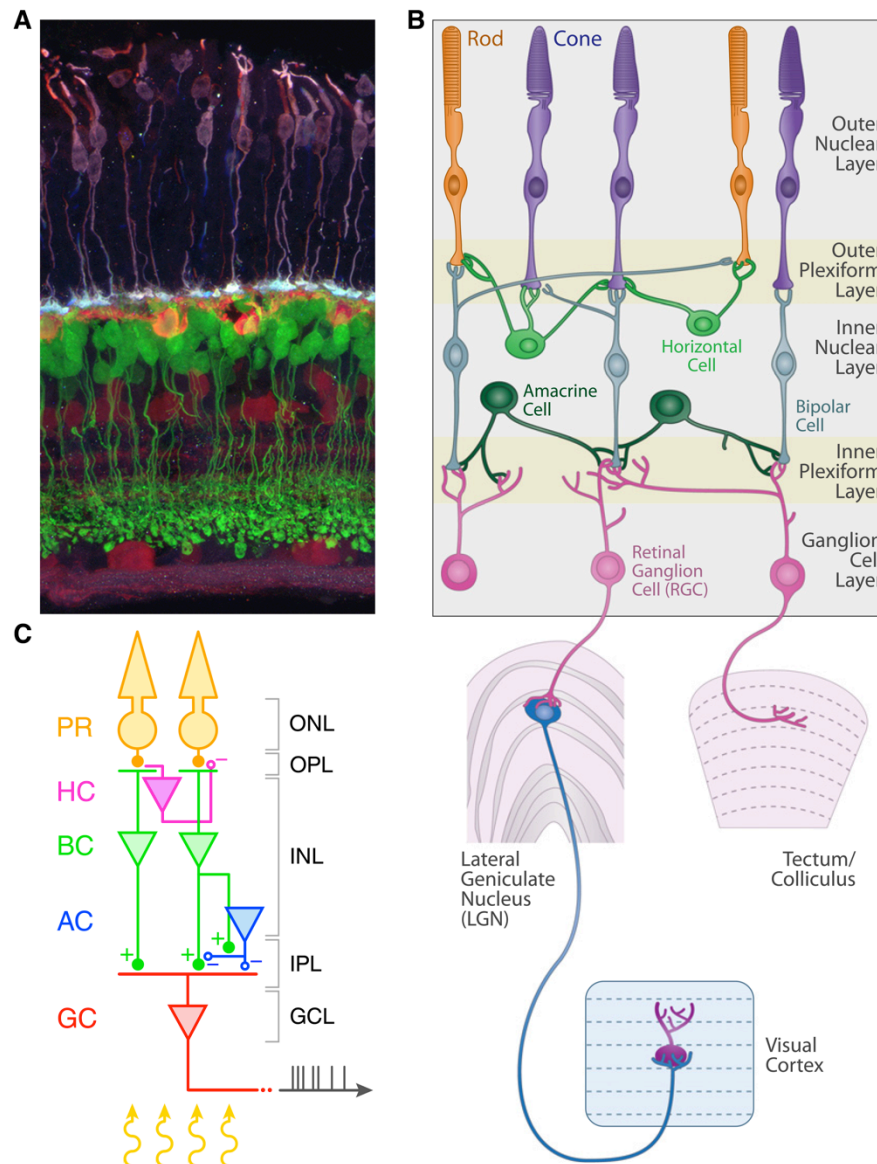 A
B
Rod
Cone
Outer
Nuclear
Layer
Outer
Plexiform
Layer
Inner
Nuclear
Layer
Horizontal
Cell
Amacrine
Cell
Bipolar
Cell
Inner
Plexiform
Layer
Retinal
Ganglion
Cell (RGC)
Ganglion
Cell
Layer
Lateral
Geniculate
Nucleus
(LGN)
Tectum/
Colliculus
Visual
Cortex
C
PR
ONL
OPL
–
HC
BC
INL
AC
+
+
+
–
–
IPL
GC
GCL